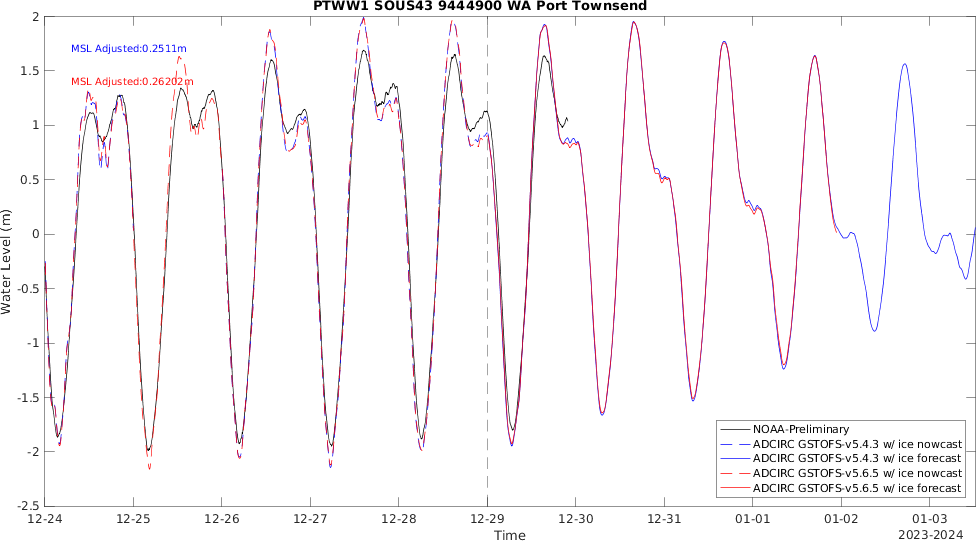 PTWW1 SOUS43 9444900 WA Port Townsend
2
1.5
1
0.5
0
-0.5
-1
-1.5
-2
-2.5
Water Level (m)
MSL Adjusted:0.2511m
MSL Adjusted:0.26202m
NOAA-Preliminary
ADCIRC GSTOFS-v5.4.3 w/ ice nowcast
ADCIRC GSTOFS-v5.4.3 w/ ice forecast
ADCIRC GSTOFS-v5.6.5 w/ ice nowcast
ADCIRC GSTOFS-v5.6.5 w/ ice forecast
12-24 12-25 12-26 12-27 12-28 12-29 12-30 12-31 01-01 01-02 01-03
Time
2023-2024